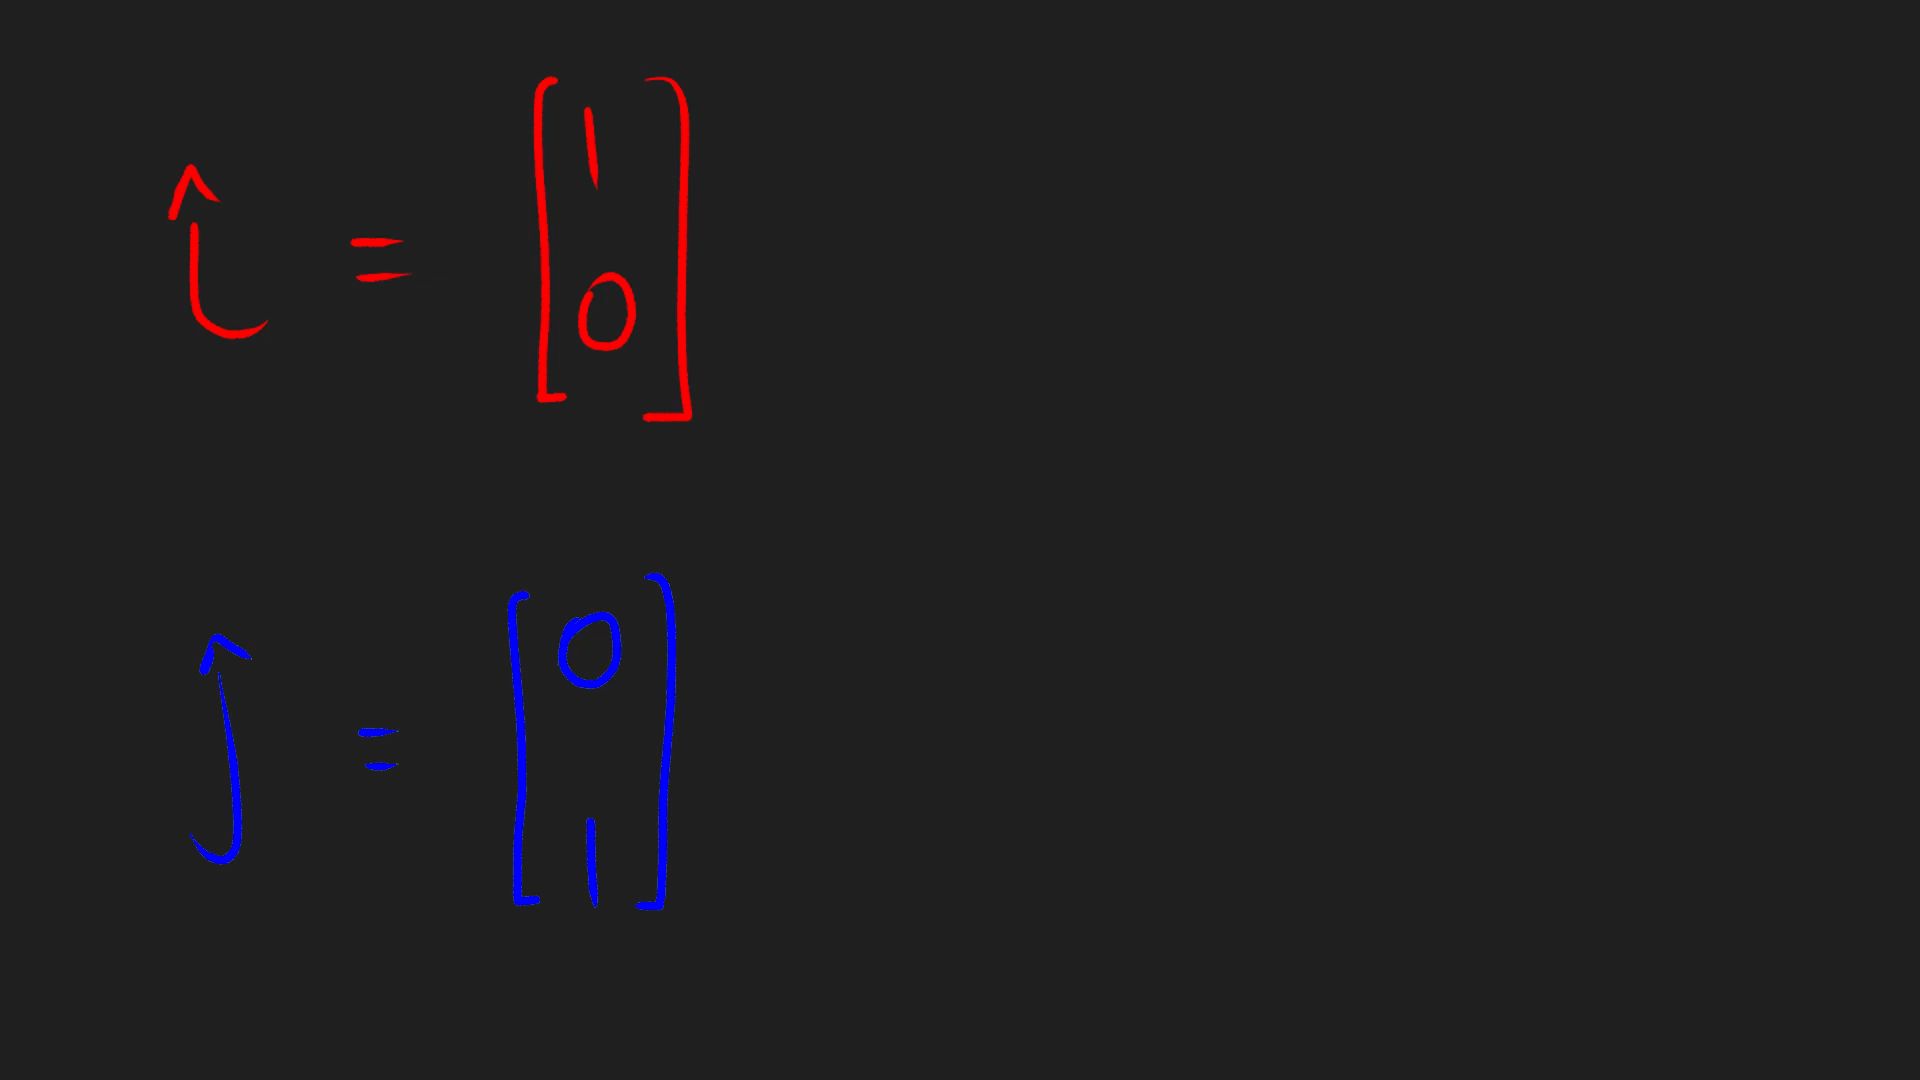 î = [1
0]
ĵ = [0
1]